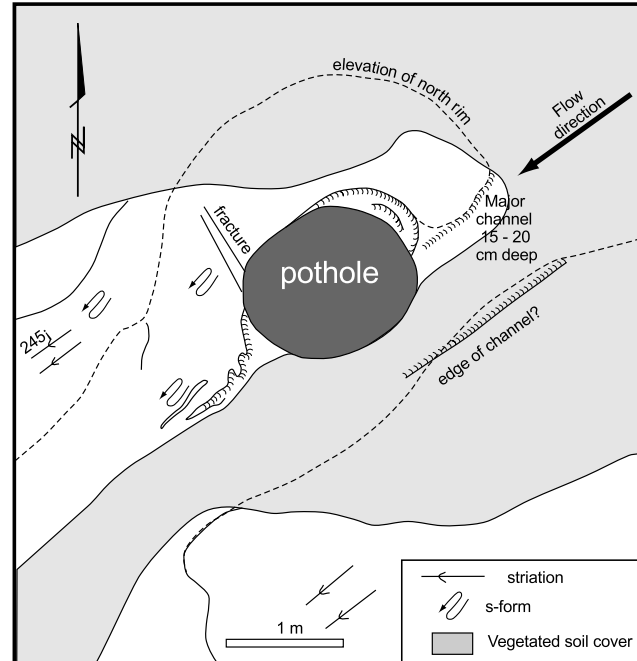 elevation of north rim
Flow
direction
N
Major
channel
15 - 20
cm deep
fracture
pothole
245
edge of channel?
1 m
striation
s-form
Vegetated soil cover